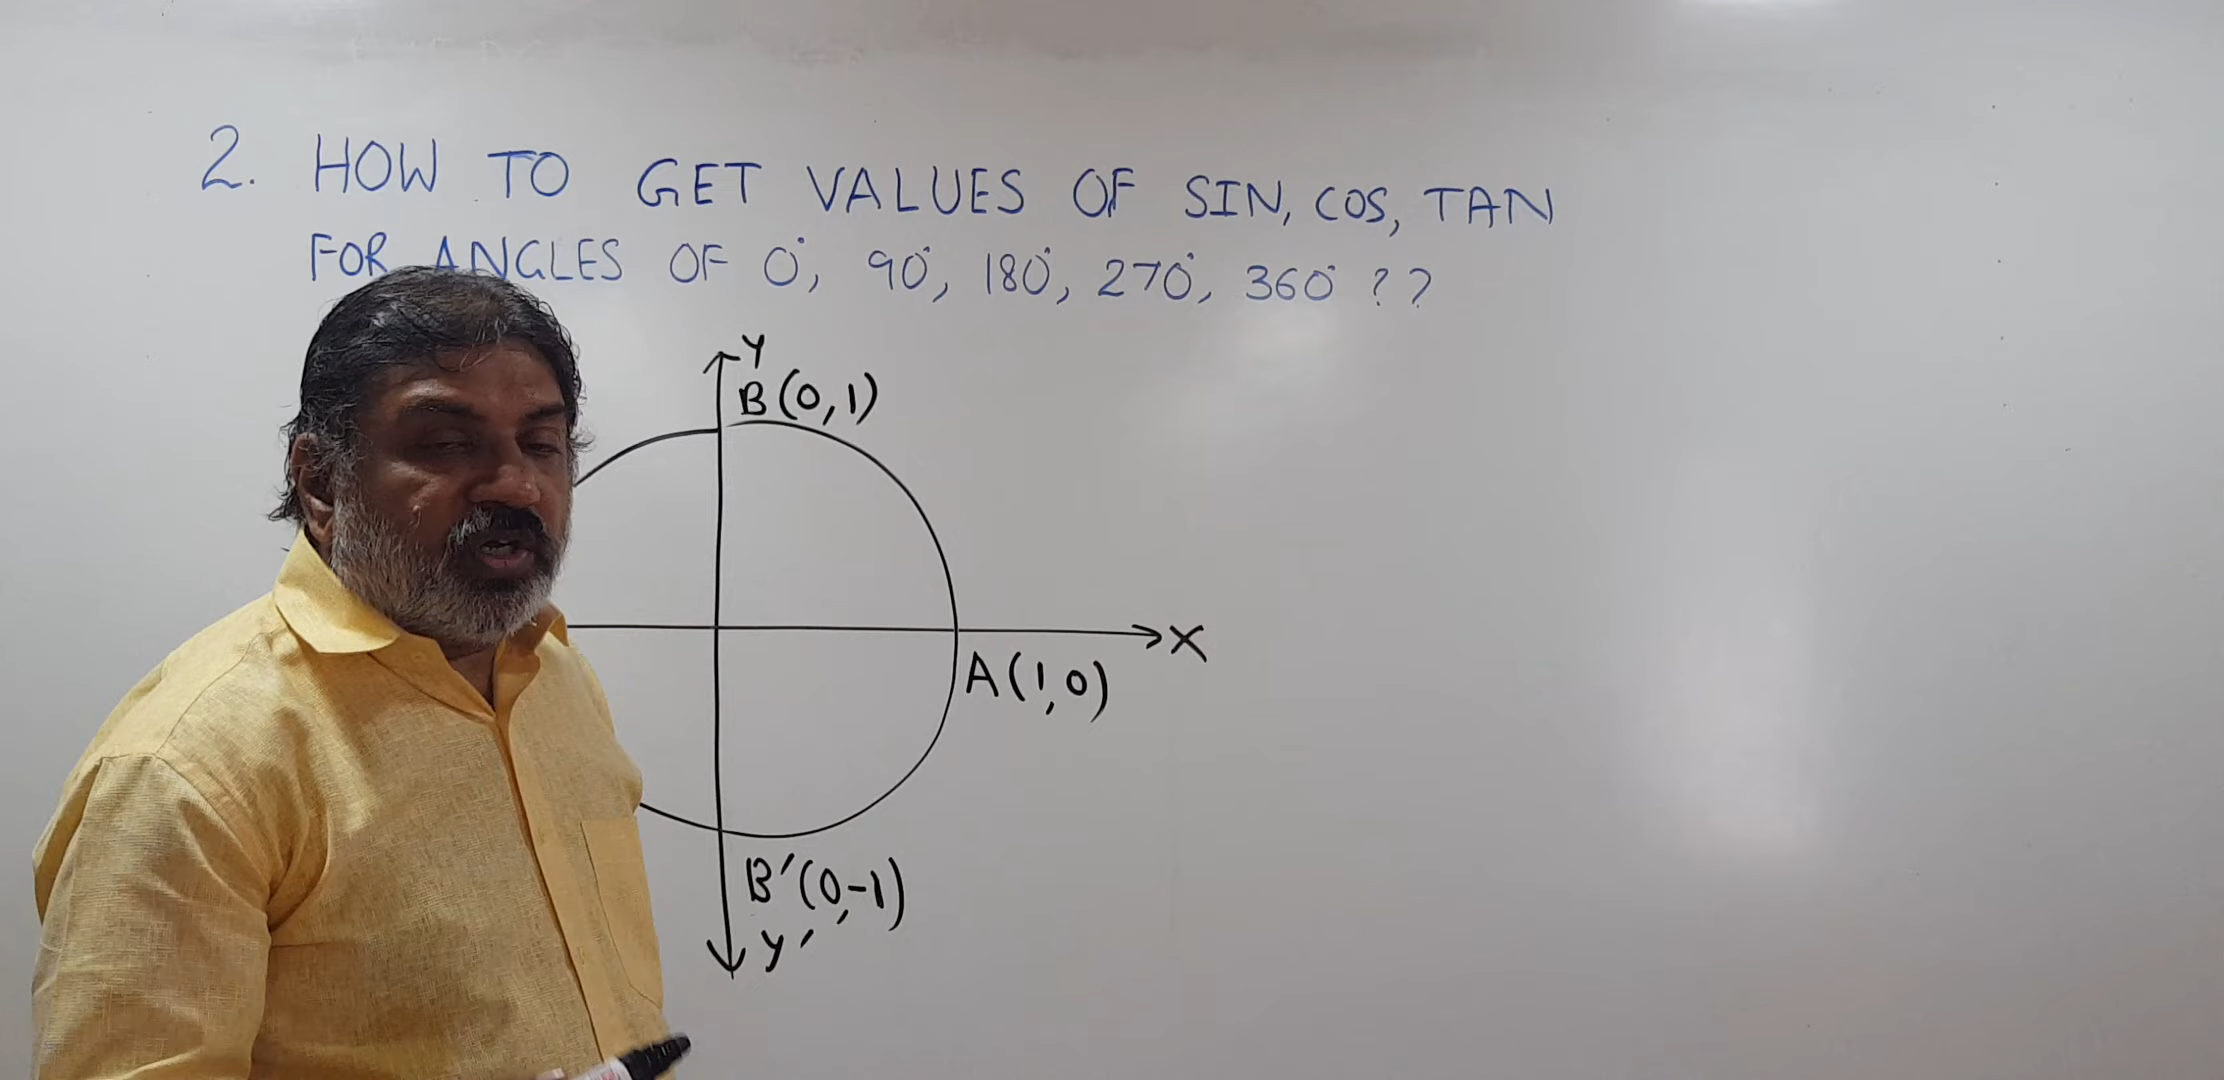 2. HOW TO GET VALUES OF SIN, COS, TAN
FOR ANGLES OF 0°, 90°, 180°, 270°, 360° ??
Y
B(0,1)
X
A(1,0)
B'(0,-1)
Y'